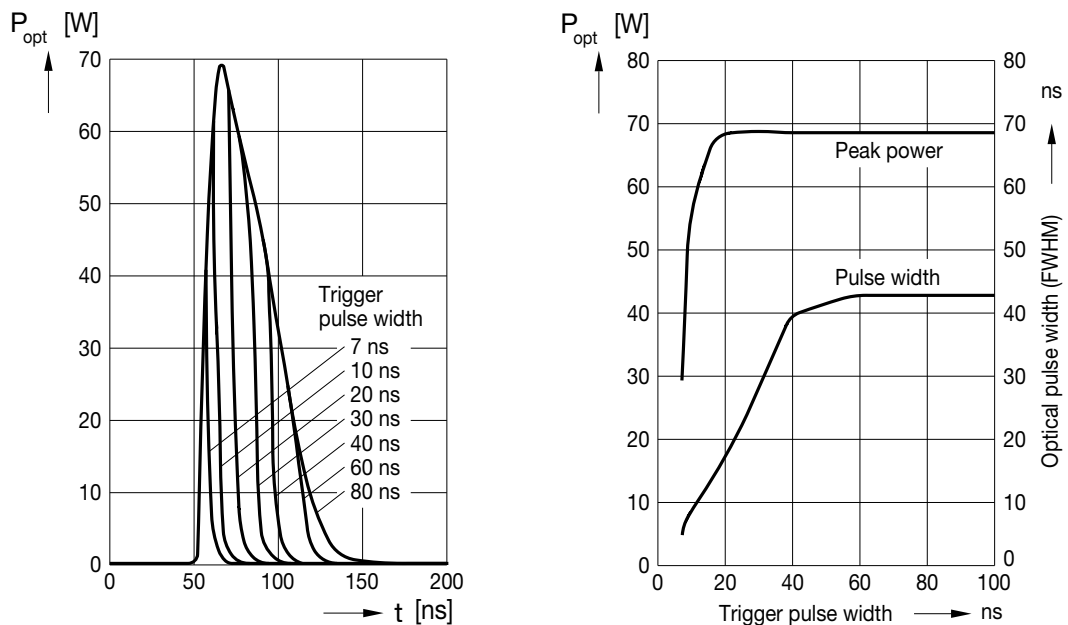 P opt [W]
70
60
50
40
30
20
10
0
0 50 100 150 200
t [ns]
Trigger
pulse width
7 ns
10 ns
20 ns
30 ns
40 ns
60 ns
80 ns
P opt [W]
80
70
60
50
40
30
20
10
0
0 20 40 60 80 100
Trigger pulse width ns
Peak power
Pulse width
80
ns
70
60
50
40
30
20
10
0
Optical pulse width (FWHM)